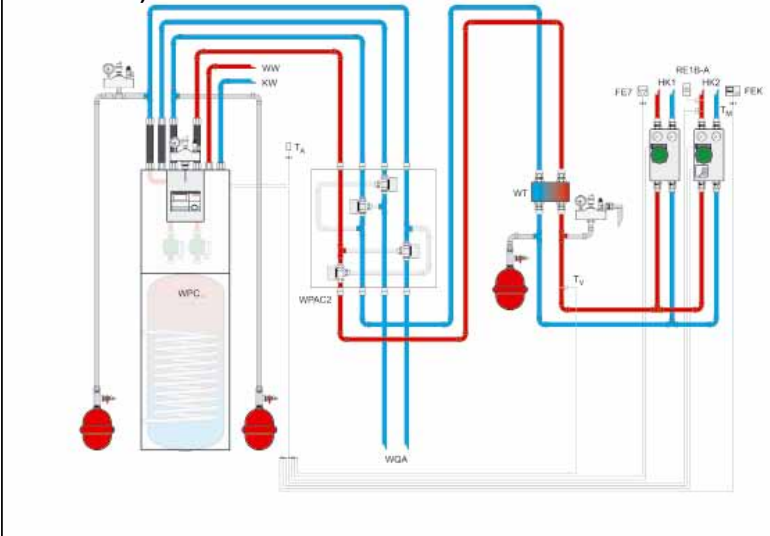 WW
KW
T_A
WPC
WPAC2
WQA
WT
T_V
FE7
HK1
RE1B-A
HK2
FEK
T_M